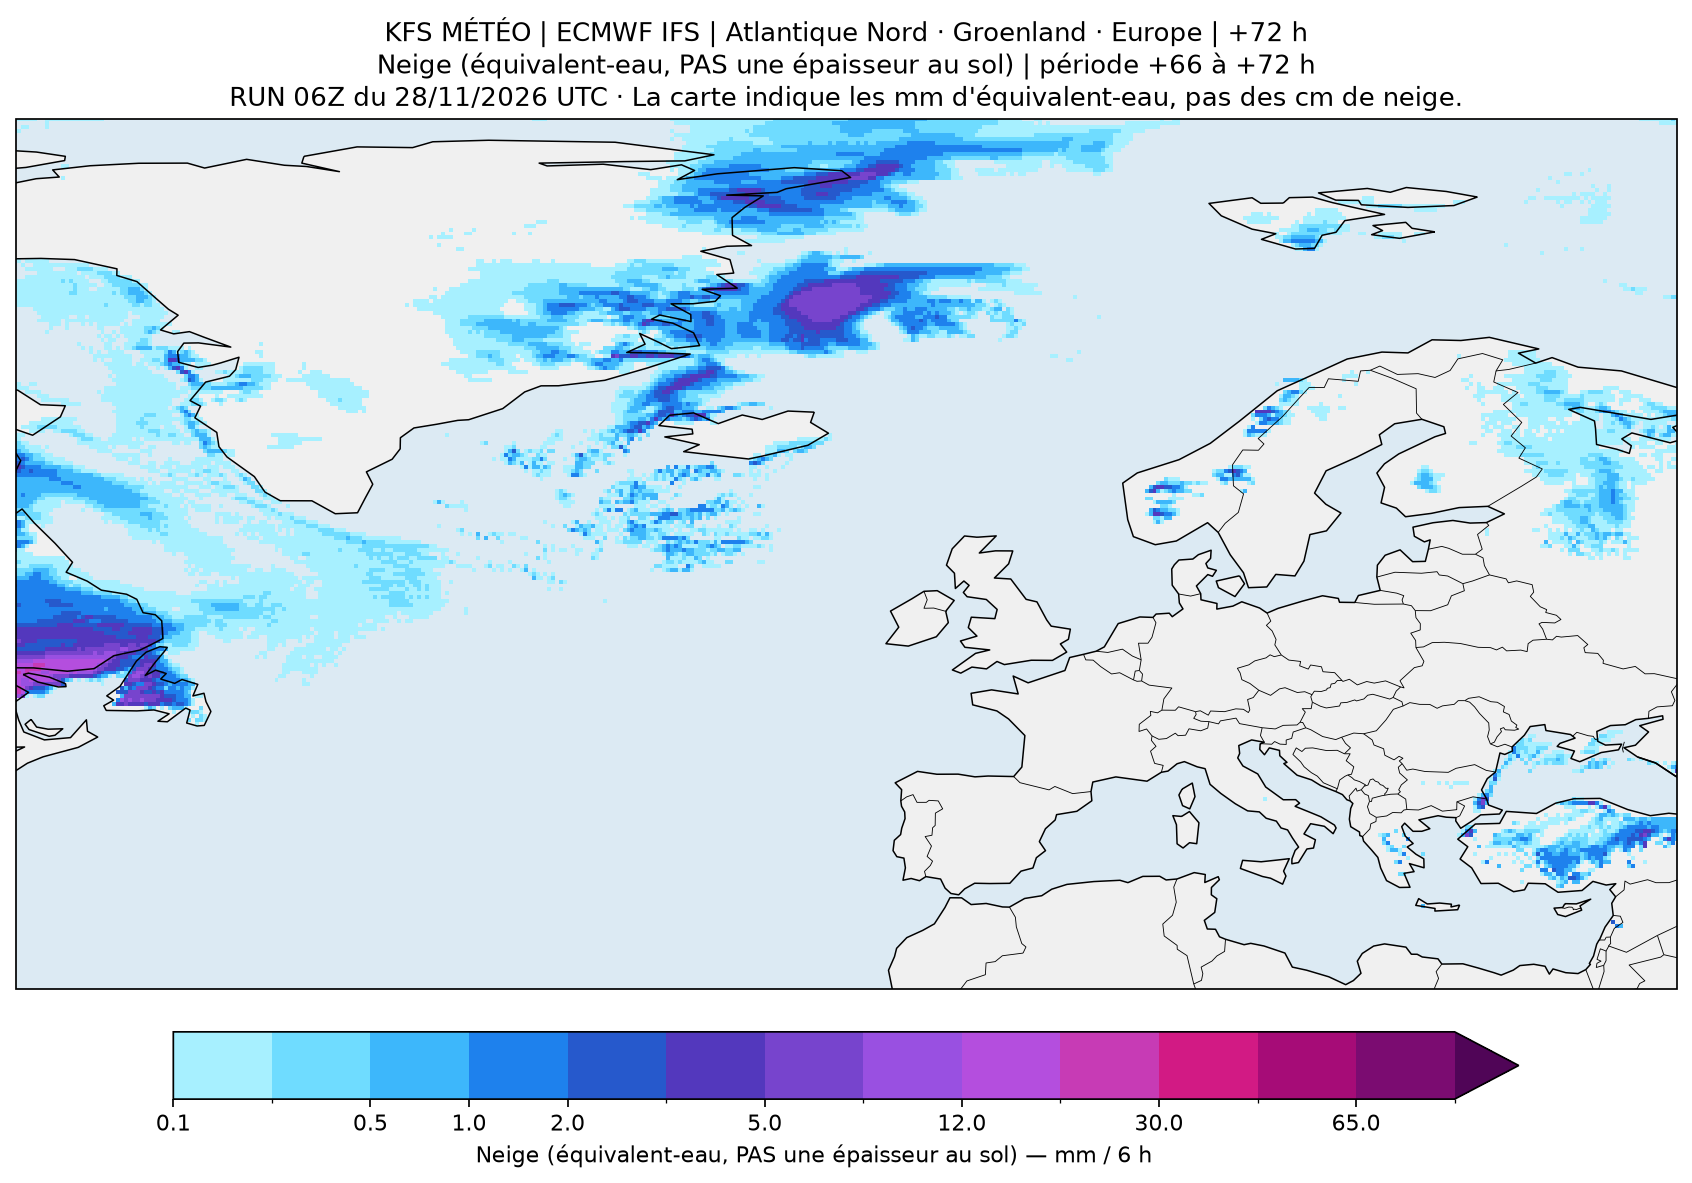 KFS MÉTÉO | ECMWF IFS | Atlantique Nord · Groenland · Europe | +72 h
Neige (équivalent-eau, PAS une épaisseur au sol) | période +66 à +72 h
RUN 06Z du 28/11/2026 UTC · La carte indique les mm d'équivalent-eau, pas des cm de neige.
0.1 0.5 1.0 2.0 5.0 12.0 30.0 65.0
Neige (équivalent-eau, PAS une épaisseur au sol) — mm / 6 h